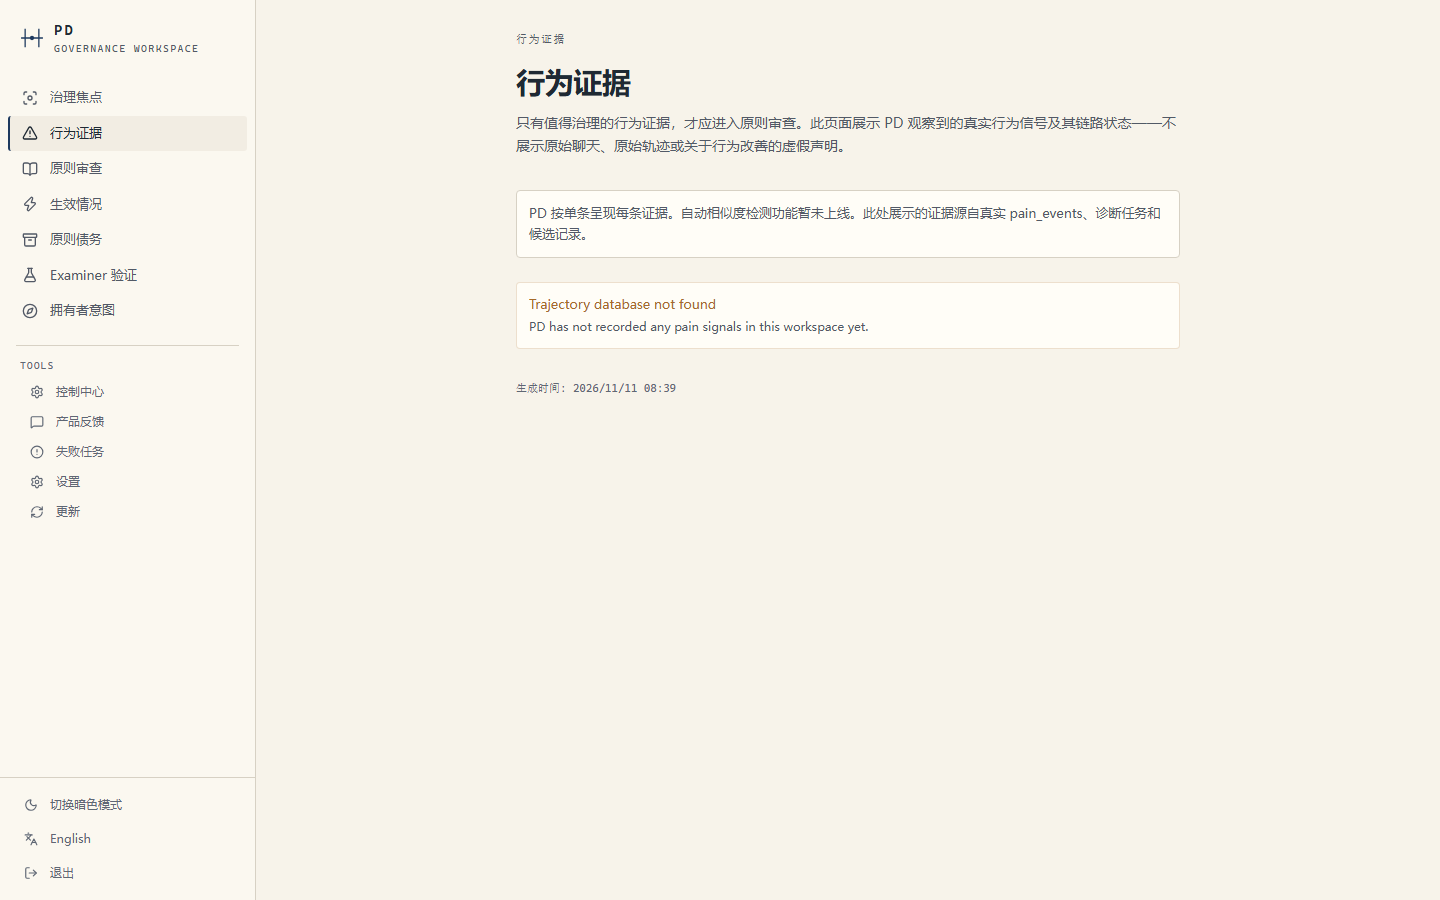 PD
GOVERNANCE WORKSPACE
治理焦点
行为证据
原则审查
生效情况
原则债务
Examiner 验证
拥有者意图
TOOLS
控制中心
产品反馈
失败任务
设置
更新
切换暗色模式
English
退出
行为证据
行为证据
只有值得治理的行为证据，才应进入原则审查。此页面展示 PD 观察到的真实行为信号及其链路状态——不
展示原始聊天、原始轨迹或关于行为改善的虚假声明。
PD 按单条呈现每条证据。自动相似度检测功能暂未上线。此处展示的证据源自真实 pain_events、诊断任务和
候选记录。
Trajectory database not found
PD has not recorded any pain signals in this workspace yet.
生成时间: 2026/11/11 08:39